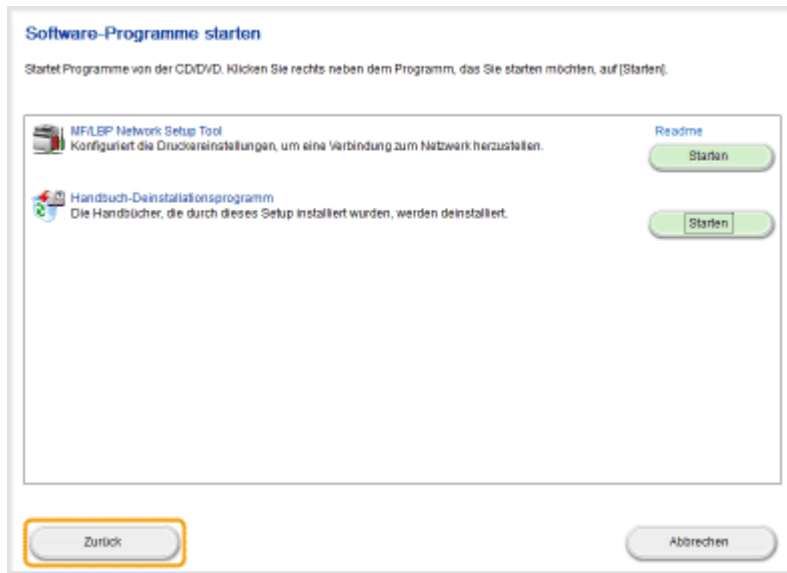 Software-Programme starten
Startet Programme von der CD/DVD. Klicken Sie rechts neben dem Programm, das Sie starten möchten, auf [Starten].
MF/LBP Network Setup Tool
Readme
Konfiguriert die Druckereinstellungen, um eine Verbindung zum Netzwerk herzustellen.
Starten
Handbuch-Deinstallationsprogramm
Die Handbücher, die durch dieses Setup installiert wurden, werden deinstalliert.
Starten
Zurück
Abbrechen